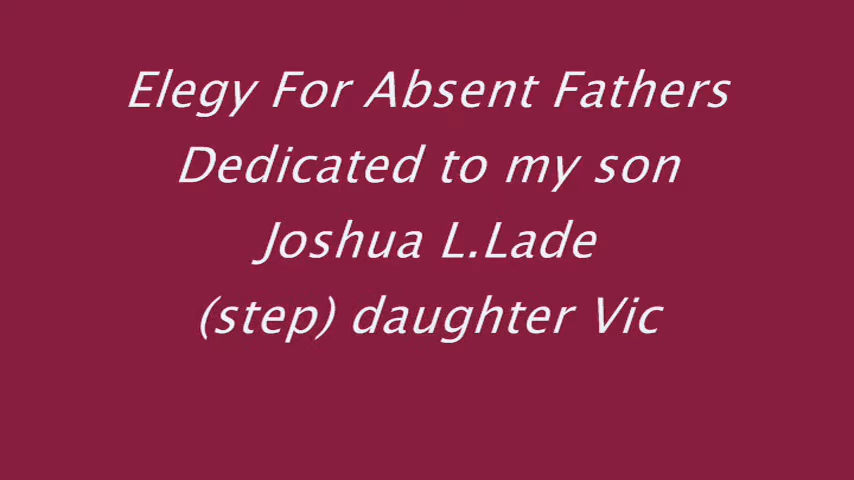 Elegy For Absent Fathers
Dedicated to my son
Joshua L.Lade
(step) daughter Vic